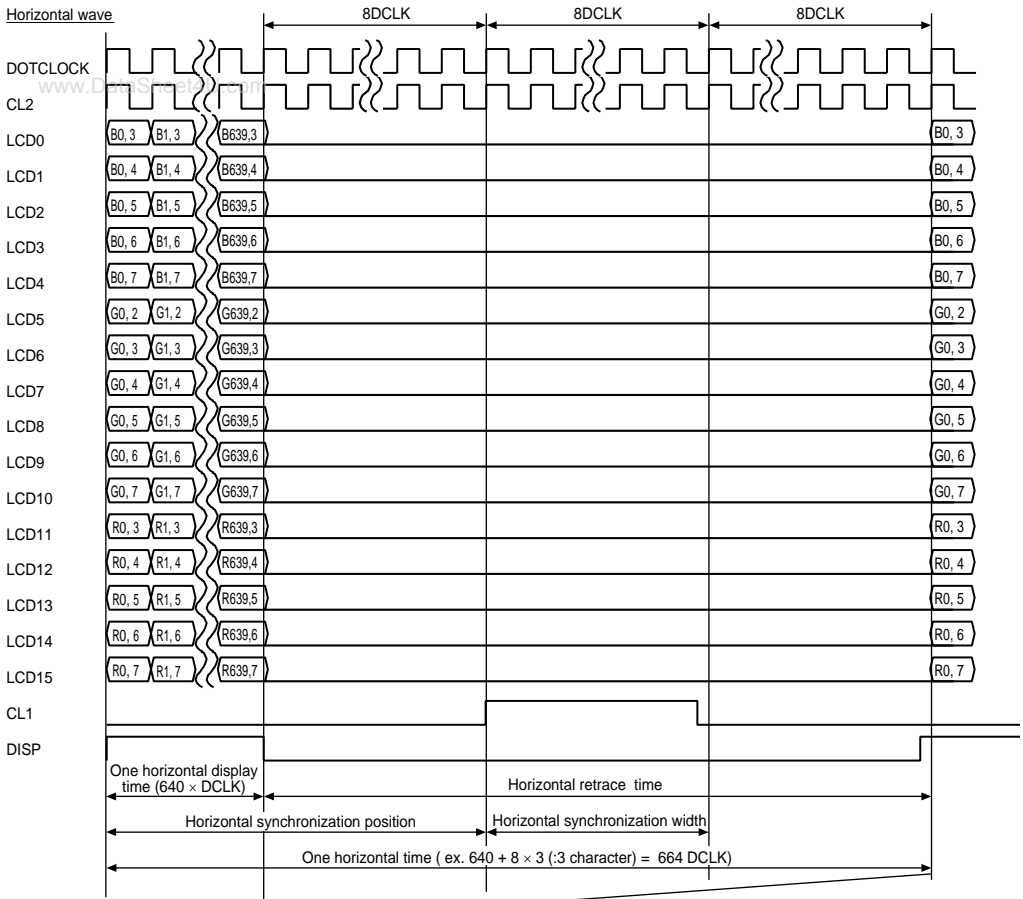 Horizontal wave
8DCLK 8DCLK 8DCLK
DOTCLOCK
www.DataSheet4U.com
CL2
LCD0 B0, 3 B1, 3 B639,3 B0, 3
LCD1 B0, 4 B1, 4 B639,4 B0, 4
LCD2 B0, 5 B1, 5 B639,5 B0, 5
LCD3 B0, 6 B1, 6 B639,6 B0, 6
LCD4 B0, 7 B1, 7 B639,7 B0, 7
LCD5 G0, 2 G1, 2 G639,2 G0, 2
LCD6 G0, 3 G1, 3 G639,3 G0, 3
LCD7 G0, 4 G1, 4 G639,4 G0, 4
LCD8 G0, 5 G1, 5 G639,5 G0, 5
LCD9 G0, 6 G1, 6 G639,6 G0, 6
LCD10 G0, 7 G1, 7 G639,7 G0, 7
LCD11 R0, 3 R1, 3 R639,3 R0, 3
LCD12 R0, 4 R1, 4 R639,4 R0, 4
LCD13 R0, 5 R1, 5 R639,5 R0, 5
LCD14 R0, 6 R1, 6 R639,6 R0, 6
LCD15 R0, 7 R1, 7 R639,7 R0, 7
CL1
DISP
One horizontal display
time (640 × DCLK)
Horizontal retrace time
Horizontal synchronization position
Horizontal synchronization width
One horizontal time ( ex. 640 + 8 × 3 (:3 character) = 664 DCLK)